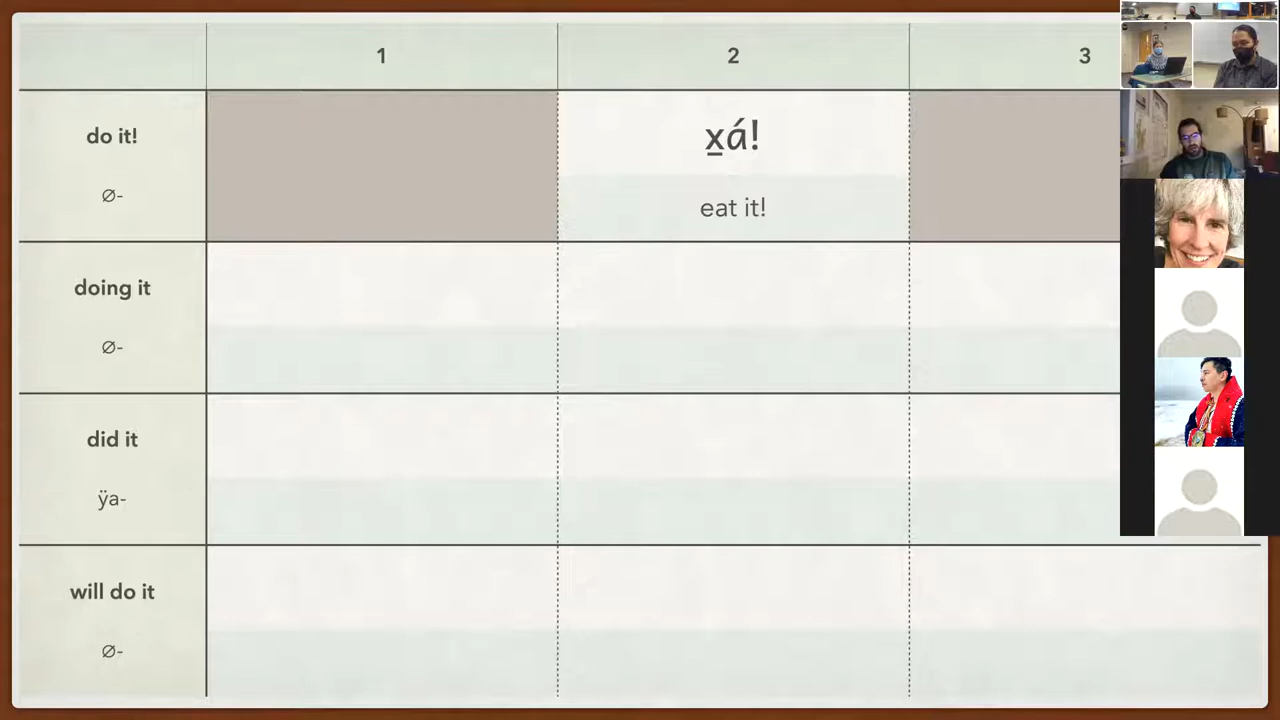 1 2 3
do it!
Ø-
x̱á!
eat it!
doing it
Ø-
did it
ÿa-
will do it
Ø-